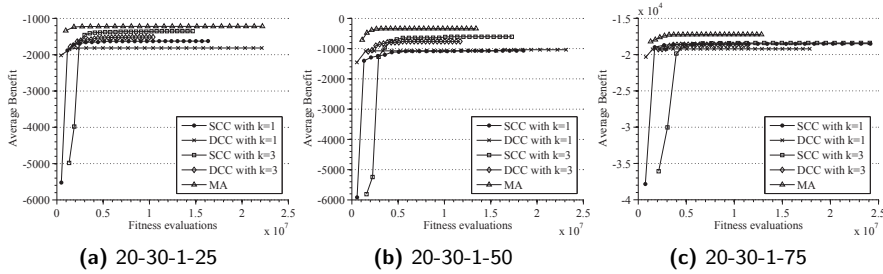 -1000
-2000
-3000
-4000
-5000
-6000
Average Benefit
SCC with k=1
DCC with k=1
SCC with k=3
DCC with k=3
MA
0 0.5 1 1.5 2 2.5
x 10^7
Fitness evaluations
(a) 20-30-1-25
0
-1000
-2000
-3000
-4000
-5000
-6000
Average Benefit
SCC with k=1
DCC with k=1
SCC with k=3
DCC with k=3
MA
0 0.5 1 1.5 2 2.5
x 10^7
Fitness evaluations
(b) 20-30-1-50
x 10^4
-1.5
-2
-2.5
-3
-3.5
-4
Average Benefit
SCC with k=1
DCC with k=1
SCC with k=3
DCC with k=3
MA
0 0.5 1 1.5 2 2.5
x 10^7
Fitness evaluations
(c) 20-30-1-75